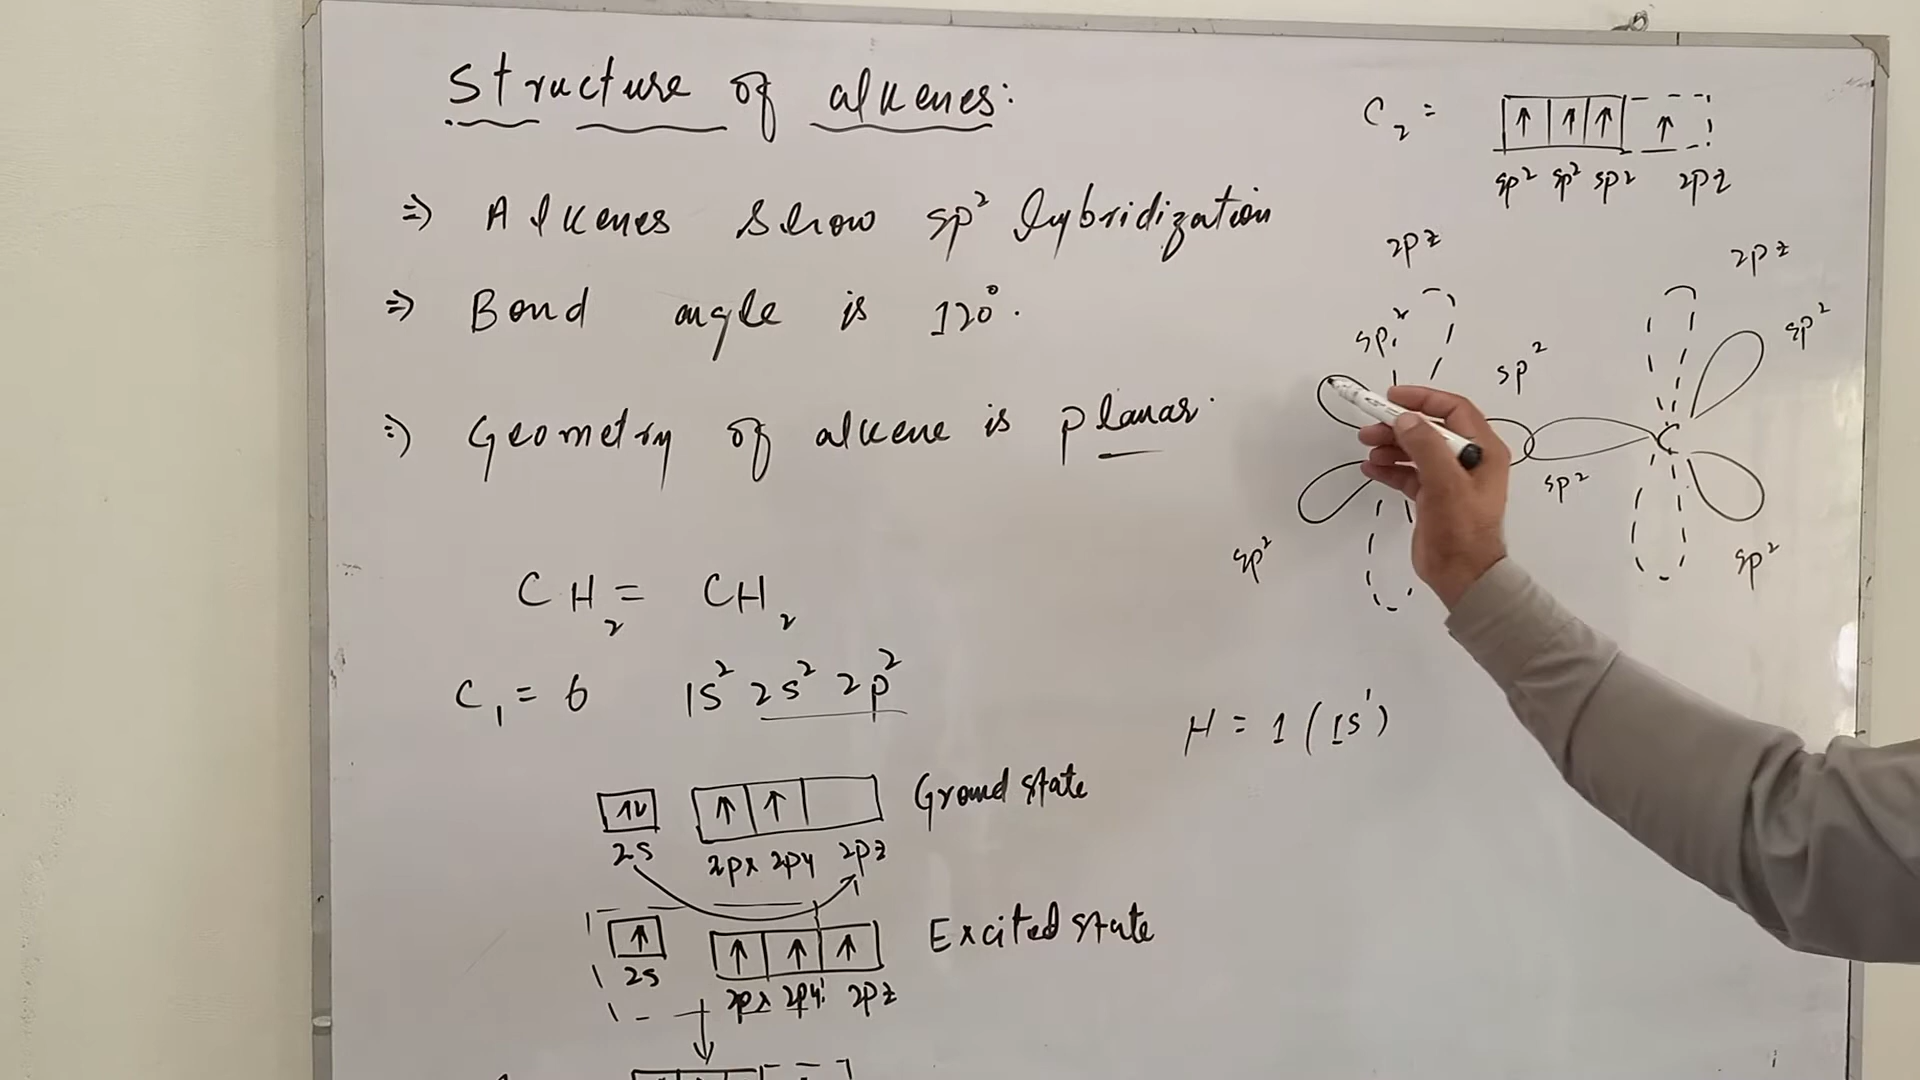 Structure of alkenes:
⇒ Alkenes show sp² hybridization
⇒ Bond angle is 120°.
⇒ Geometry of alkene is planar.
CH₂ = CH₂
C₁ = 6 1s² 2s² 2p²
↑↓ ↑ ↑ Ground state
2s 2px 2py 2pz
↑ ↑ ↑ ↑ Excited state
2s 2px 2py 2pz
C₂ = ↑ ↑ ↑ ↑
sp² sp² sp² 2pz
2pz 2pz
sp² sp² sp²
C
sp²
sp² sp²
H = 1 (1s¹)